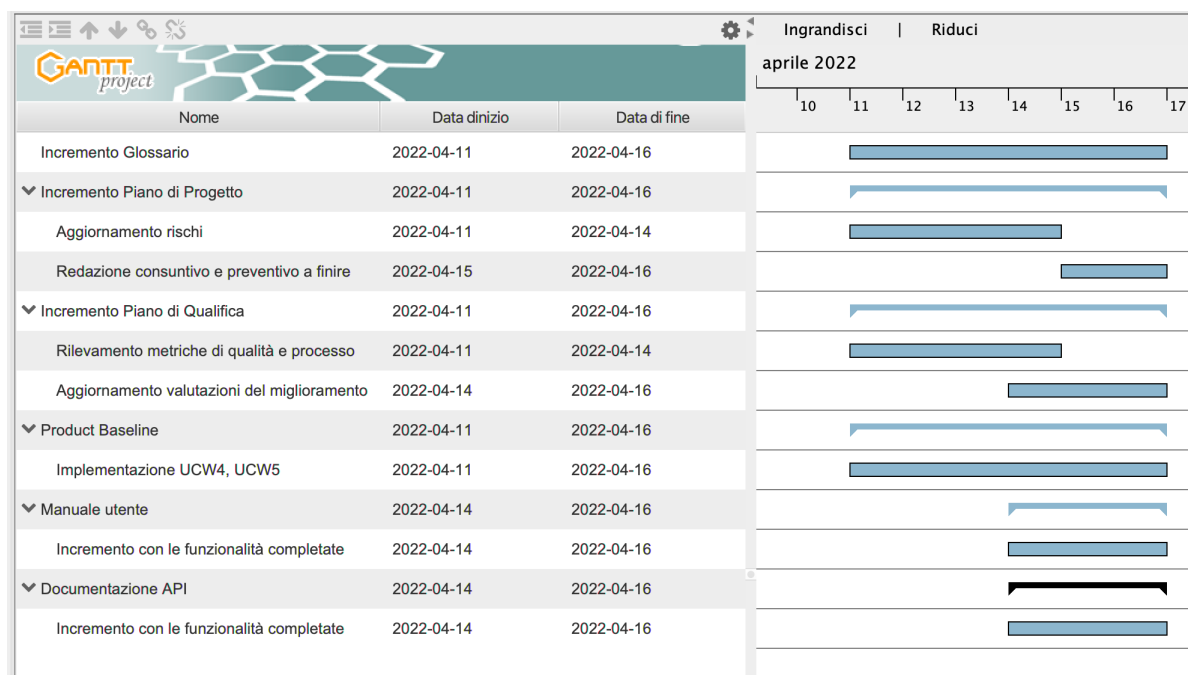 Ingrandisci | Riduci
GANTT project
aprile 2022
10 11 12 13 14 15 16 17
Nome Data dinizio Data di fine
Incremento Glossario 2022-04-11 2022-04-16
Incremento Piano di Progetto 2022-04-11 2022-04-16
Aggiornamento rischi 2022-04-11 2022-04-14
Redazione consuntivo e preventivo a finire 2022-04-15 2022-04-16
Incremento Piano di Qualifica 2022-04-11 2022-04-16
Rilevamento metriche di qualità e processo 2022-04-11 2022-04-14
Aggiornamento valutazioni del miglioramento 2022-04-14 2022-04-16
Product Baseline 2022-04-11 2022-04-16
Implementazione UCW4, UCW5 2022-04-11 2022-04-16
Manuale utente 2022-04-14 2022-04-16
Incremento con le funzionalità completate 2022-04-14 2022-04-16
Documentazione API 2022-04-14 2022-04-16
Incremento con le funzionalità completate 2022-04-14 2022-04-16